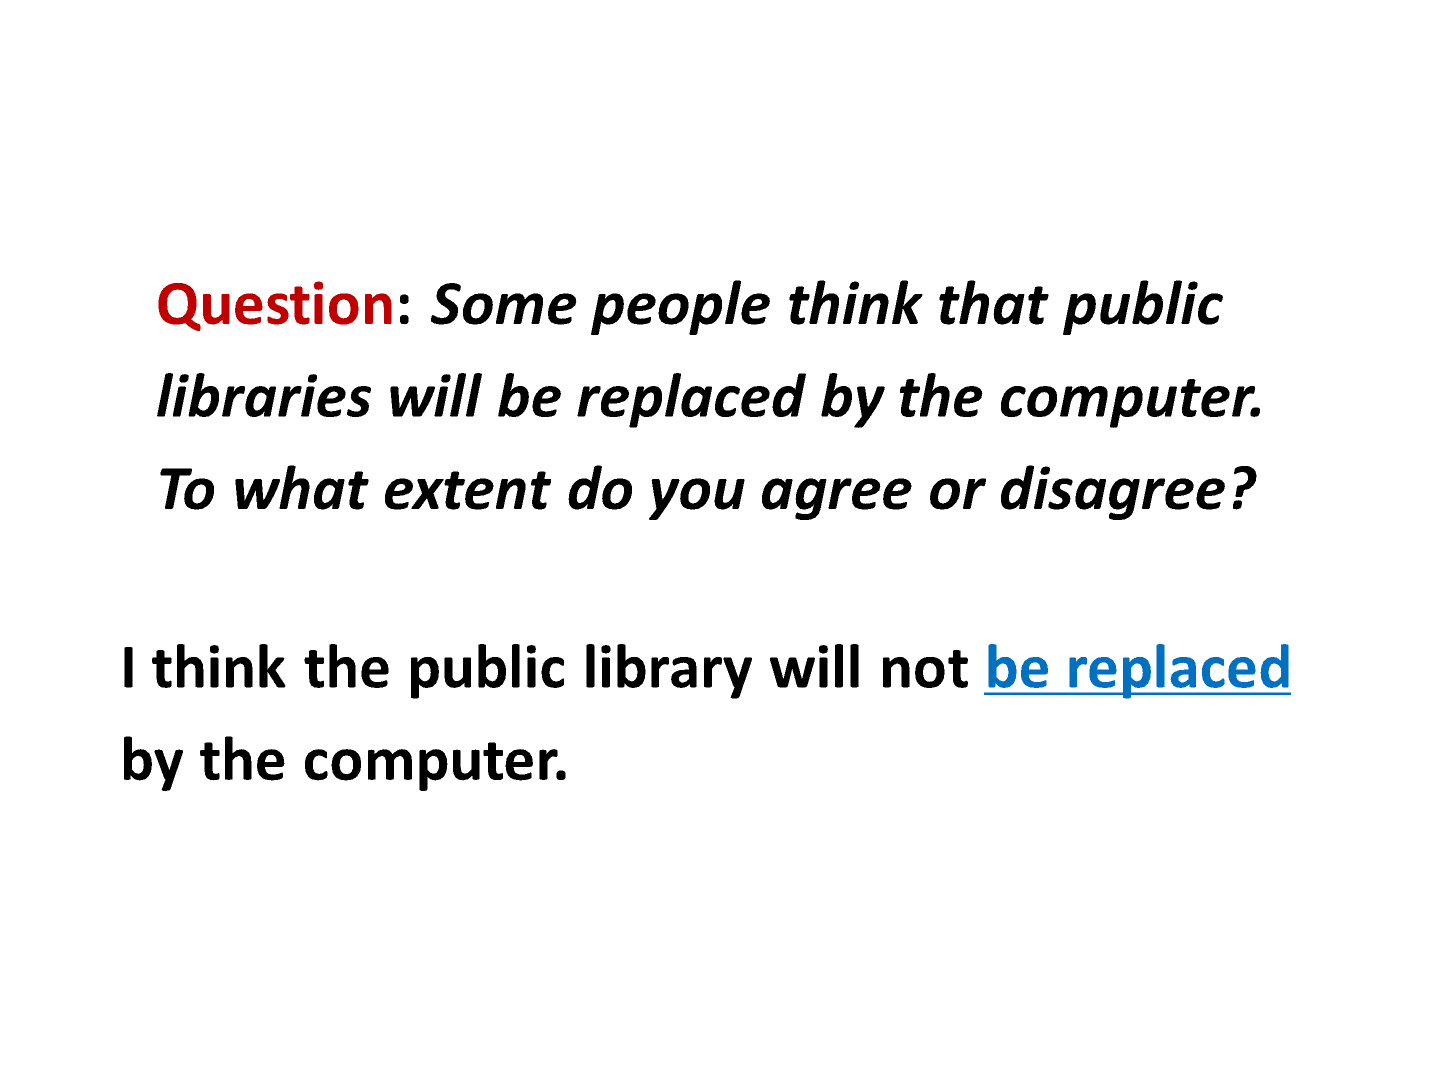 Question: Some people think that public
libraries will be replaced by the computer.
To what extent do you agree or disagree?
I think the public library will not be replaced
by the computer.